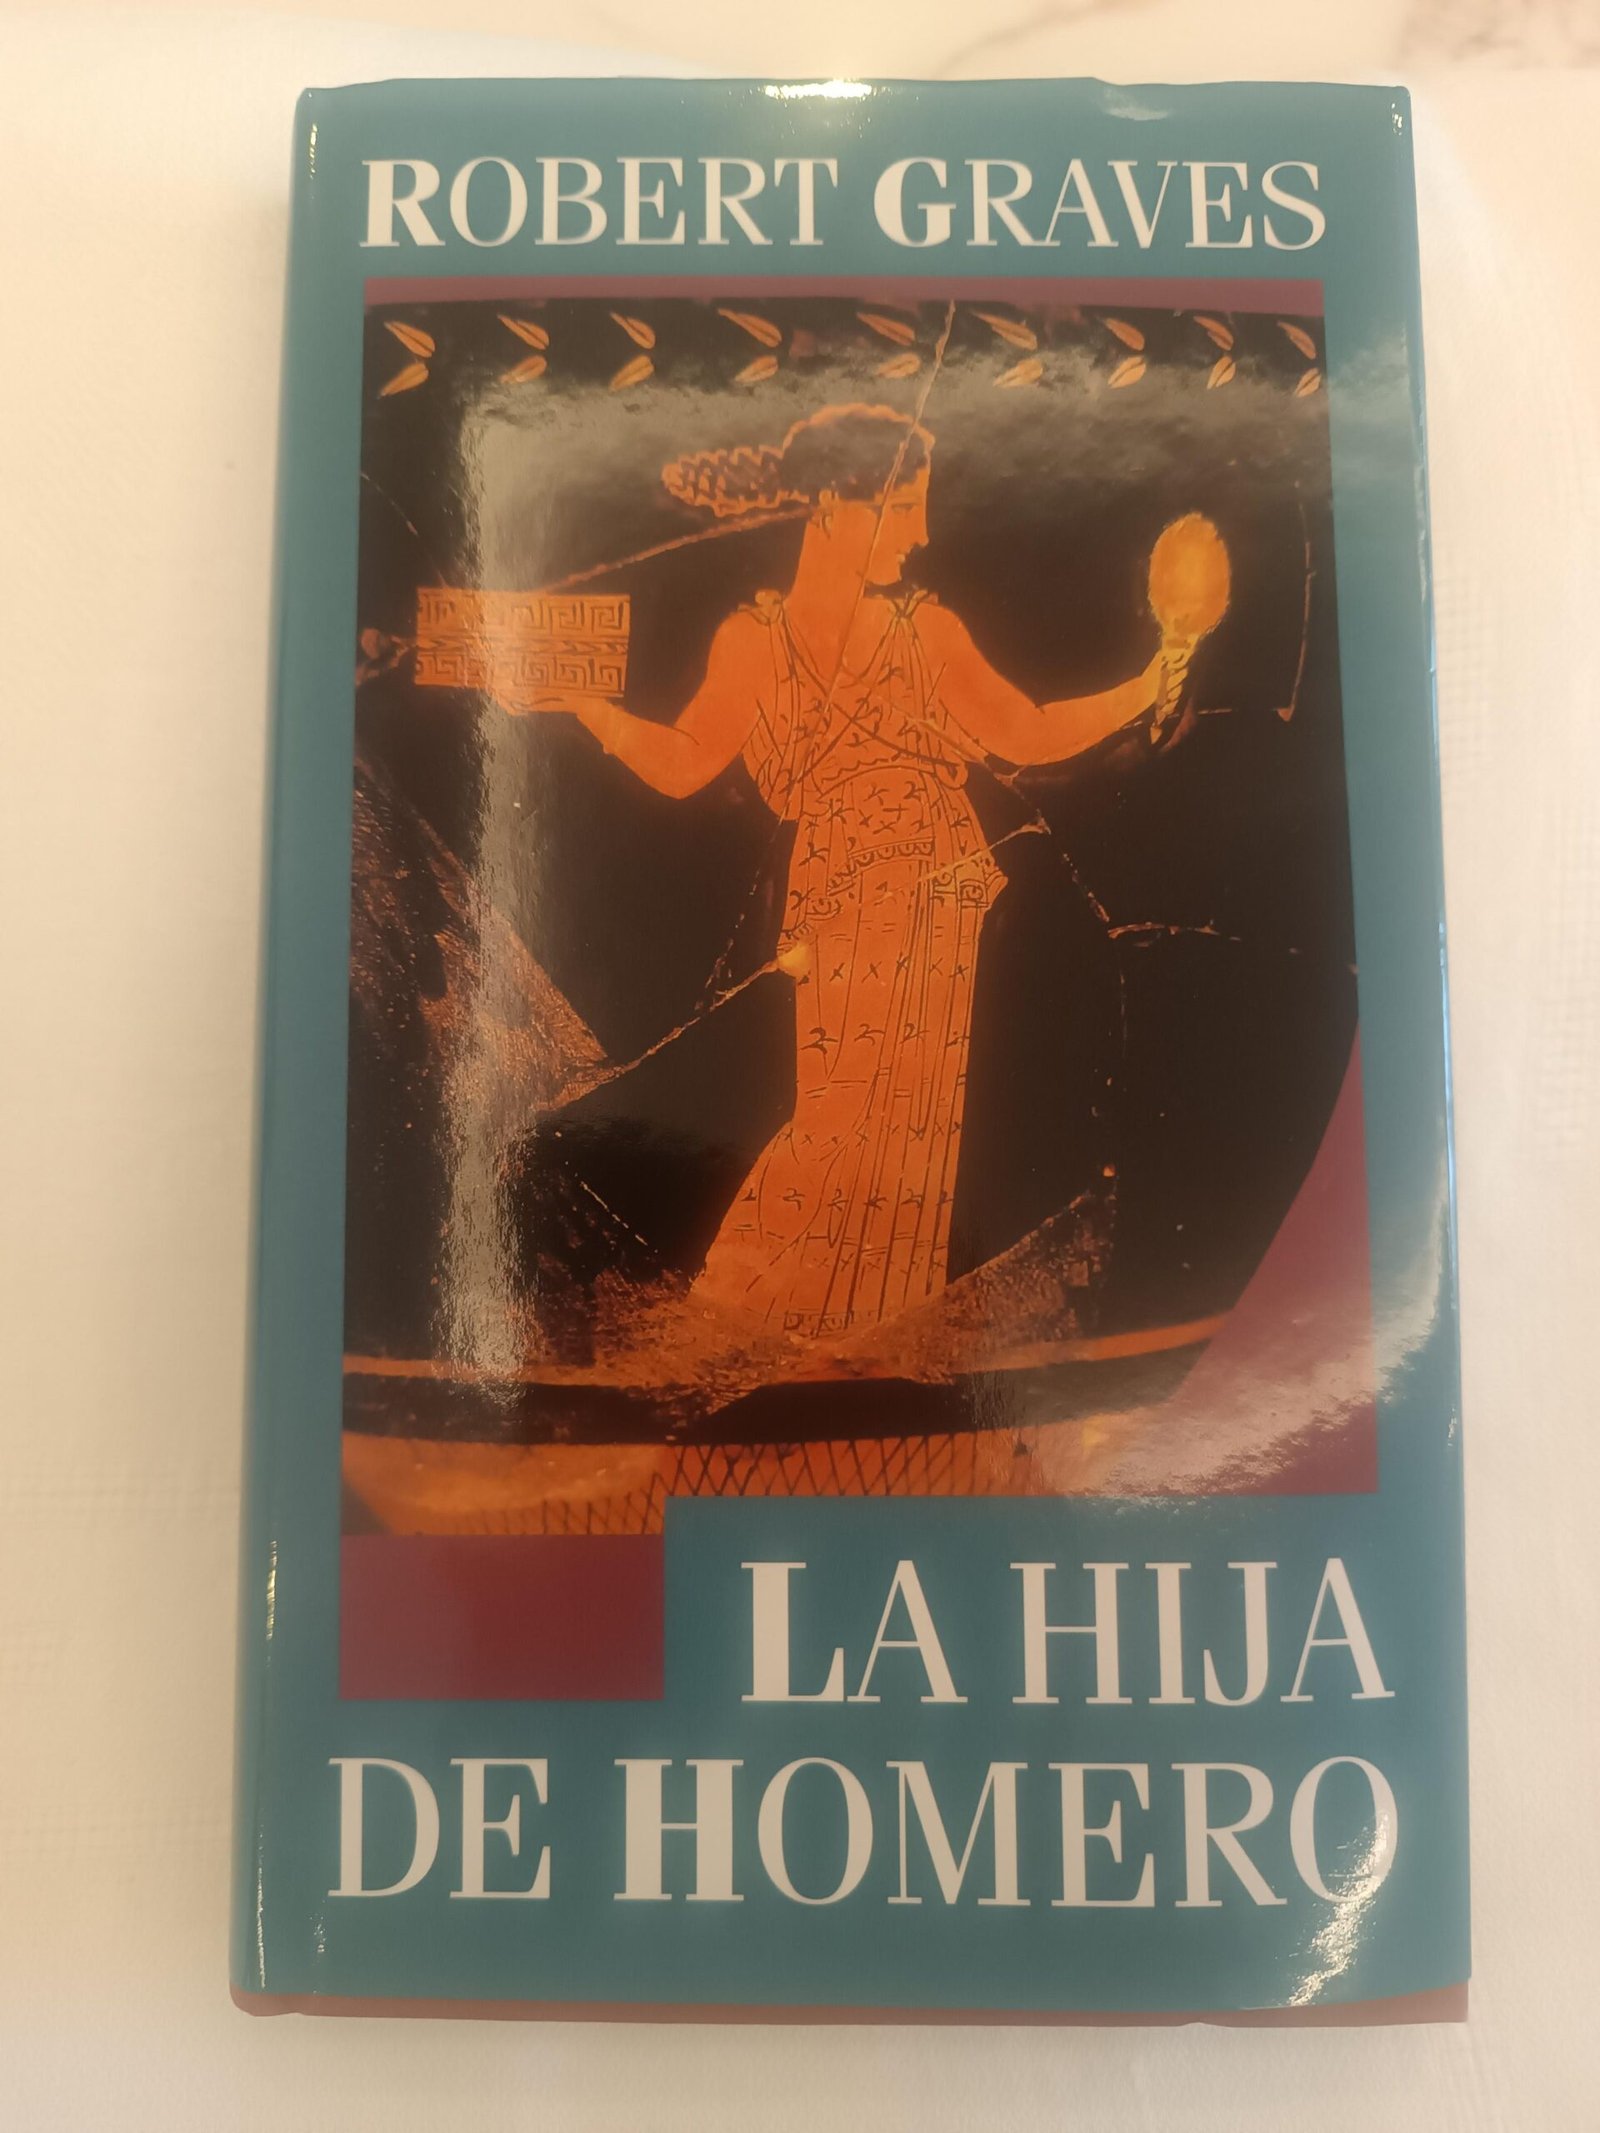 ROBERT GRAVES
LA HIJA
DE HOMERO